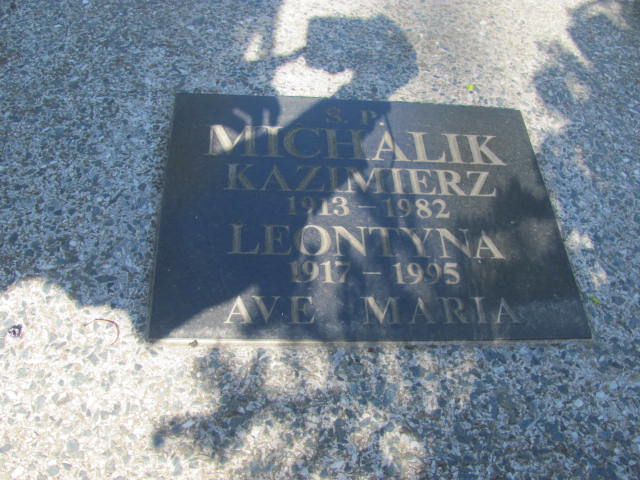 S. P.
MICHALIK
KAZIMIERZ
1913 – 1982
LEONTYNA
1917 – 1995
AVE MARIA